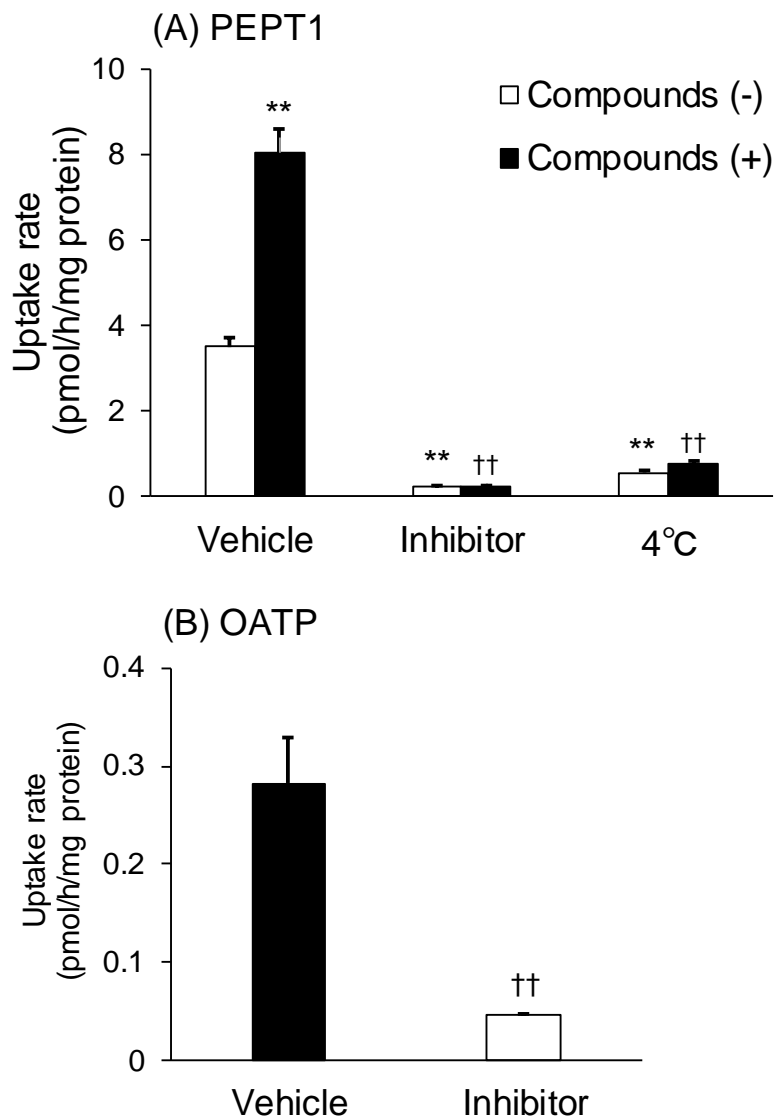 (A) PEPT1
Compounds (-)
Compounds (+)
Uptake rate
(pmol/h/mg protein)
10
8
6
4
2
0
**
** ††
** ††
Vehicle Inhibitor 4℃
(B) OATP
Uptake rate
(pmol/h/mg protein)
0.4
0.3
0.2
0.1
0
††
Vehicle Inhibitor